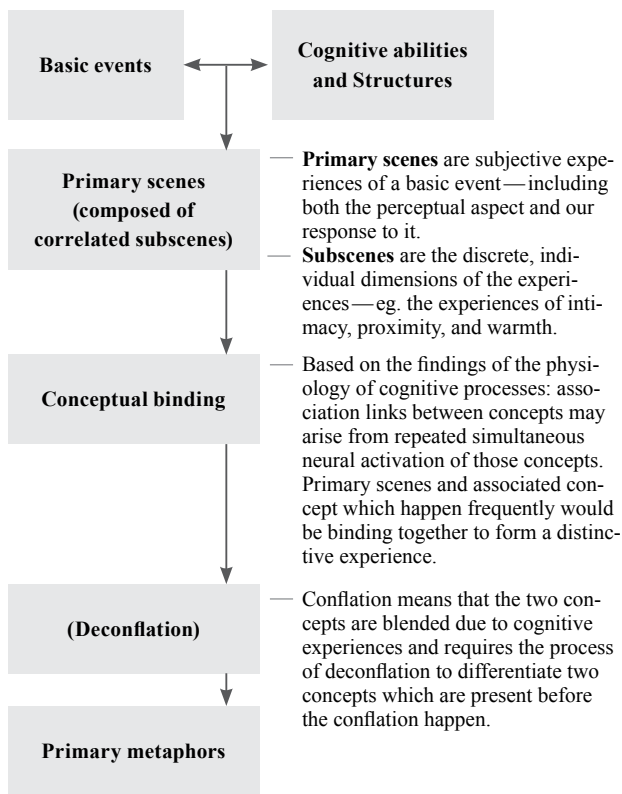 Basic events
Cognitive abilities
and Structures
Primary scenes
(composed of
correlated subscenes)
— Primary scenes are subjective expe-
riences of a basic event — including
both the perceptual aspect and our
response to it.
— Subscenes are the discrete, indi-
vidual dimensions of the experi-
ences — eg. the experiences of inti-
macy, proximity, and warmth.
Conceptual binding
— Based on the findings of the physi-
ology of cognitive processes: asso-
ciation links between concepts may
arise from repeated simultaneous
neural activation of those concepts.
Primary scenes and associated con-
cept which happen frequently would
be binding together to form a distinc-
tive experience.
(Deconflation)
— Conflation means that the two con-
cepts are blended due to cognitive
experiences and requires the process
of deconflation to differentiate two
concepts which are present before
the conflation happen.
Primary metaphors